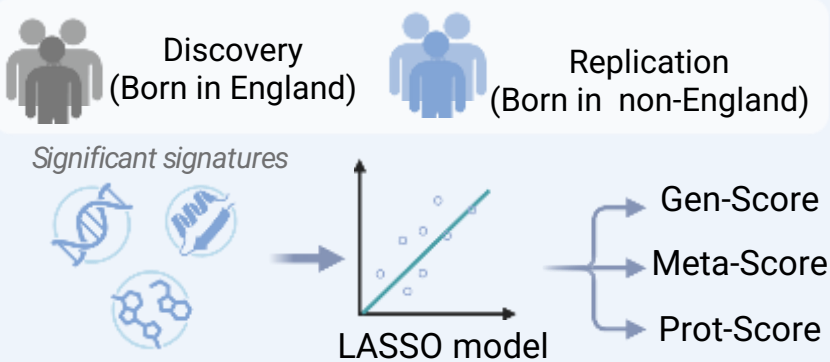 Discovery
(Born in England)
Replication
(Born in non-England)
Significant signatures
LASSO model
Gen-Score
Meta-Score
Prot-Score